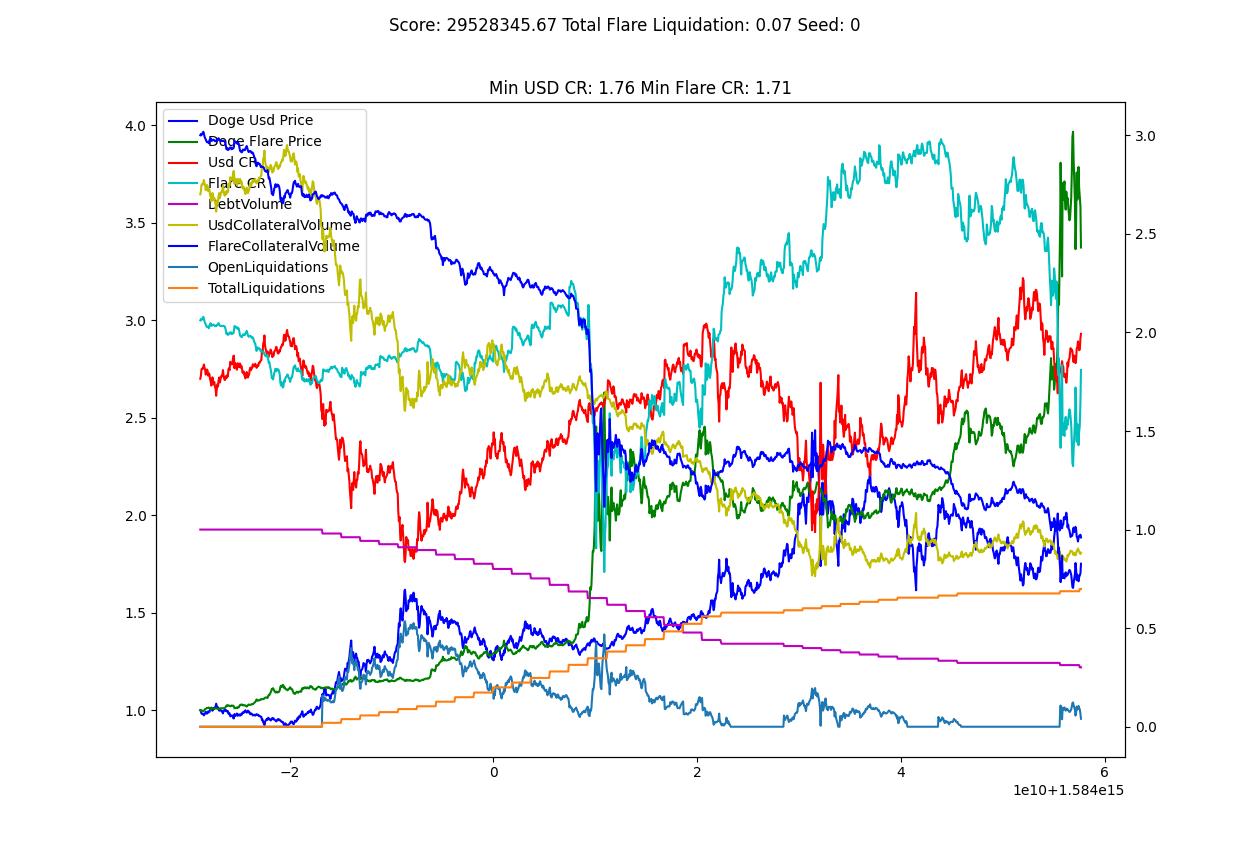 Score: 29528345.67 Total Flare Liquidation: 0.07 Seed: 0
Min USD CR: 1.76 Min Flare CR: 1.71
Doge Usd Price
Doge Flare Price
Usd CR
Flare CR
DebtVolume
UsdCollateralVolume
FlareCollateralVolume
OpenLiquidations
TotalLiquidations
4.0
3.5
3.0
2.5
2.0
1.5
1.0
3.0
2.5
2.0
1.5
1.0
0.5
0.0
−2 0 2 4 6
1e10+1.584e15